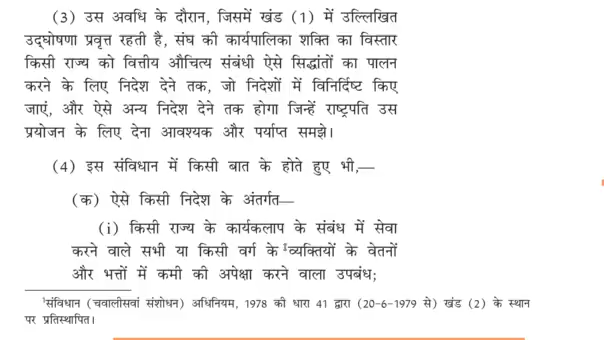 (3) उस अवधि के दौरान, जिसमें खंड (1) में उल्लिखित
उद्‌घोषणा प्रवृत्त रहती है, संघ की कार्यपालिका शक्ति का विस्तार
किसी राज्य को वित्तीय औचित्य संबंधी ऐसे सिद्धांतों का पालन
करने के लिए निदेश देने तक, जो निदेशों में विनिर्दिष्ट किए
जाएं, और ऐसे अन्य निदेश देने तक होगा जिन्हें राष्ट्रपति उस
प्रयोजन के लिए देना आवश्यक और पर्याप्त समझे।
(4) इस संविधान में किसी बात के होते हुए भी,—
(क) ऐसे किसी निदेश के अंतर्गत—
(i) किसी राज्य के कार्यकलाप के संबंध में सेवा
करने वाले सभी या किसी वर्ग के ¹व्यक्तियों के वेतनों
और भत्तों में कमी की अपेक्षा करने वाला उपबंध;
¹संविधान (चवालीसवां संशोधन) अधिनियम, 1978 की धारा 41 द्वारा (20-6-1979 से) खंड (2) के स्थान
पर प्रतिस्थापित।